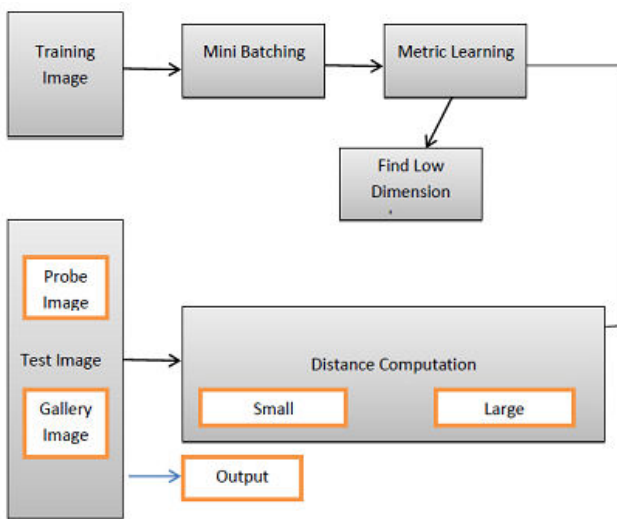 Training
Image
Mini Batching
Metric Learning
Find Low
Dimension
Probe
Image
Test Image
Gallery
Image
Distance Computation
Small
Large
Output